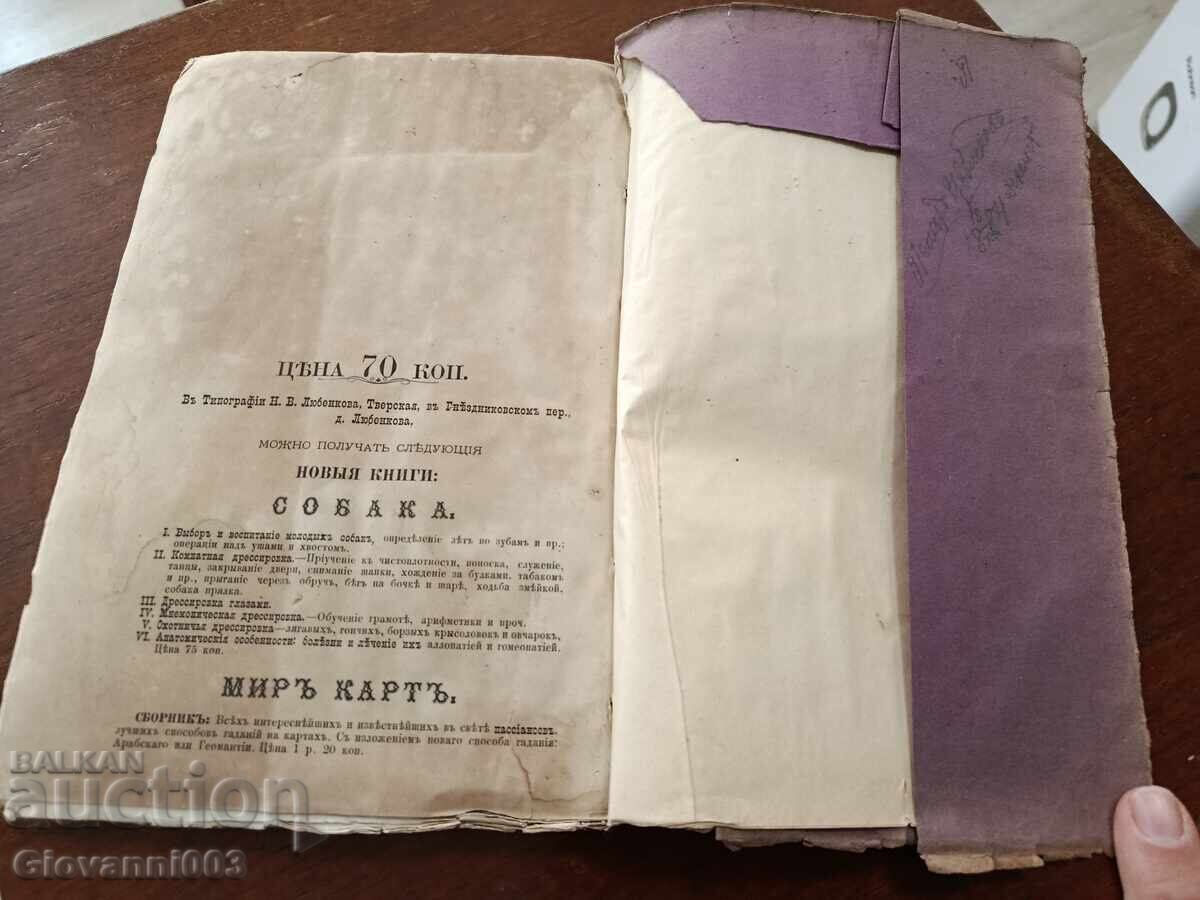 ЦѢНА 70 КОП.
Въ Типографіи Н. В. Любенкова, Тверская, въ Гнѣздниковскомъ пер.,
д. Любенкова,
МОЖНО ПОЛУЧАТЬ СЛѢДУЮЩІЯ
НОВЫЯ КНИГИ:
СОБАКА.
I. Выборъ и воспитаніе молодыхъ собакъ, опредѣленіе лѣтъ по зубамъ и пр.;
операціи надъ ушами и хвостомъ.
II. Комнатная дрессировка.—Пріученіе къ чистоплотности, поноска, служеніе,
танцы, закрываніе двери, сниманіе шапки, хожденіе за булками, табакомъ
и пр., прыганіе черезъ обручъ, бѣгъ на бочкѣ и шарѣ, ходьба змѣйкой,
собака прялка.
III. Дрессировка глазами.
IV. Мнемоническая дрессировка.—Обученіе грамотѣ, арифметики и проч.
V. Охотничья дрессировка—лягавыхъ, гончихъ, борзыхъ крысоловокъ и овчарокъ,
VI. Анатомическія особенности: болѣзни и лѣченіе ихъ аллопатіей и гомеопатіей.
Цѣна 75 коп.
МИРЪ КАРТЪ.
СБОРНИКЪ: Всѣхъ интереснѣйшихъ и извѣстнѣйшихъ въ свѣтѣ пассіансовъ
лучшихъ способовъ гаданій на картахъ. Съ изложеніемъ новаго способа гаданія:
Арабскаго или Геомантіи. Цѣна 1 р. 20 коп.
BALKAN
auction
Giovanni003